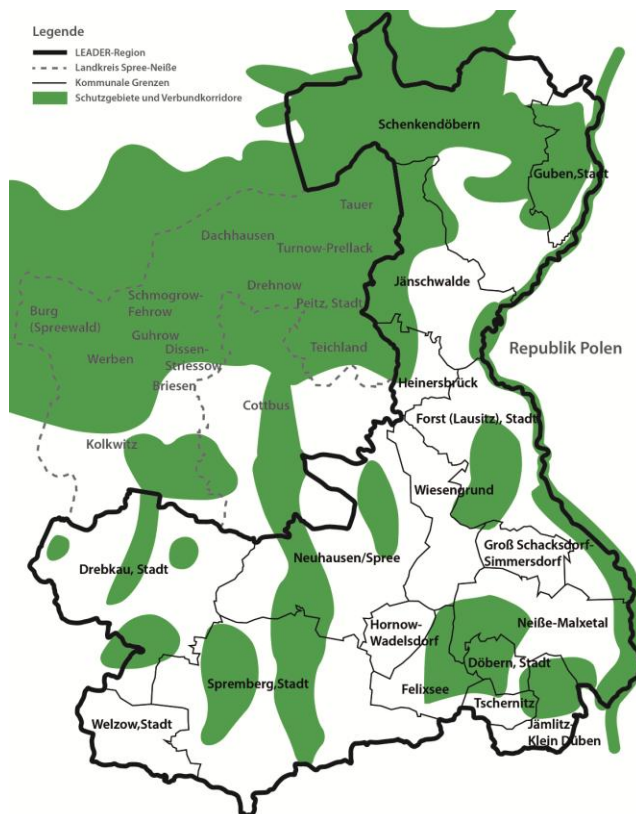 Legende
LEADER-Region
Landkreis Spree-Neiße
Kommunale Grenzen
Schutzgebiete und Verbundkorridore
Schenkendöbern
Guben,Stadt
Tauer
Dachhausen
Turnow-Prellack
Jänschwalde
Drehnow
Schmogrow-
Fehrow
Peitz, Stadt
Burg
(Spreewald)
Guhrow
Dissen-
Striessow
Teichland
Republik Polen
Werben
Briesen
Heinersbrück
Cottbus
Forst (Lausitz), Stadt
Kolkwitz
Wiesengrund
Groß Schacksdorf-
Simmersdorf
Neuhausen/Spree
Drebkau, Stadt
Hornow-
Wadelsdorf
Neiße-Malxetal
Döbern, Stadt
Spremberg,Stadt
Felixsee
Tschernitz
Welzow,Stadt
Jämlitz-
Klein Düben